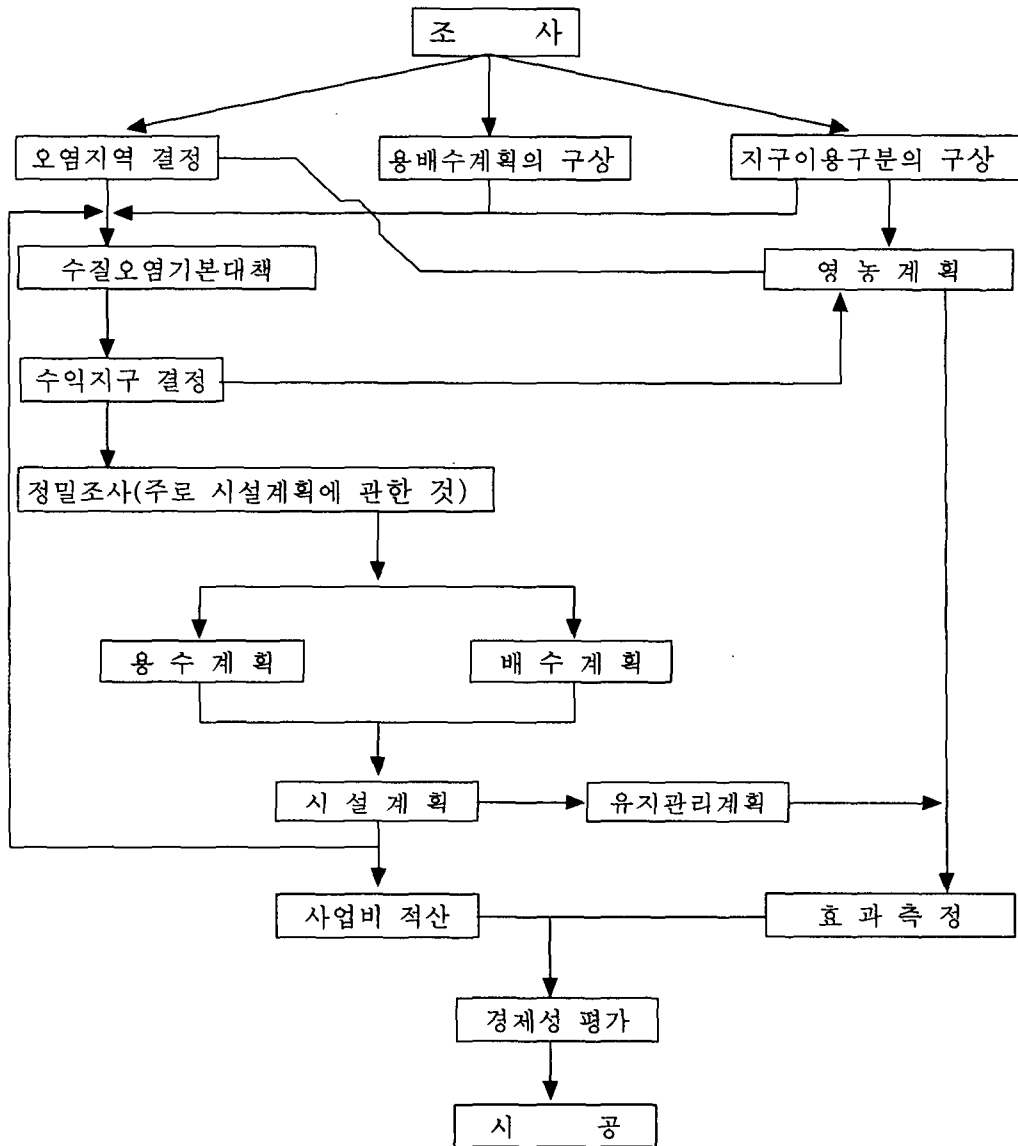 조 사
오염지역 결정
용배수계획의 구상
지구이용구분의 구상
수질오염기본대책
영 농 계 획
수익지구 결정
정밀조사(주로 시설계획에 관한 것)
용 수 계 획
배 수 계 획
시 설 계 획
유지관리계획
사업비 적산
효 과 측 정
경제성 평가
시 공